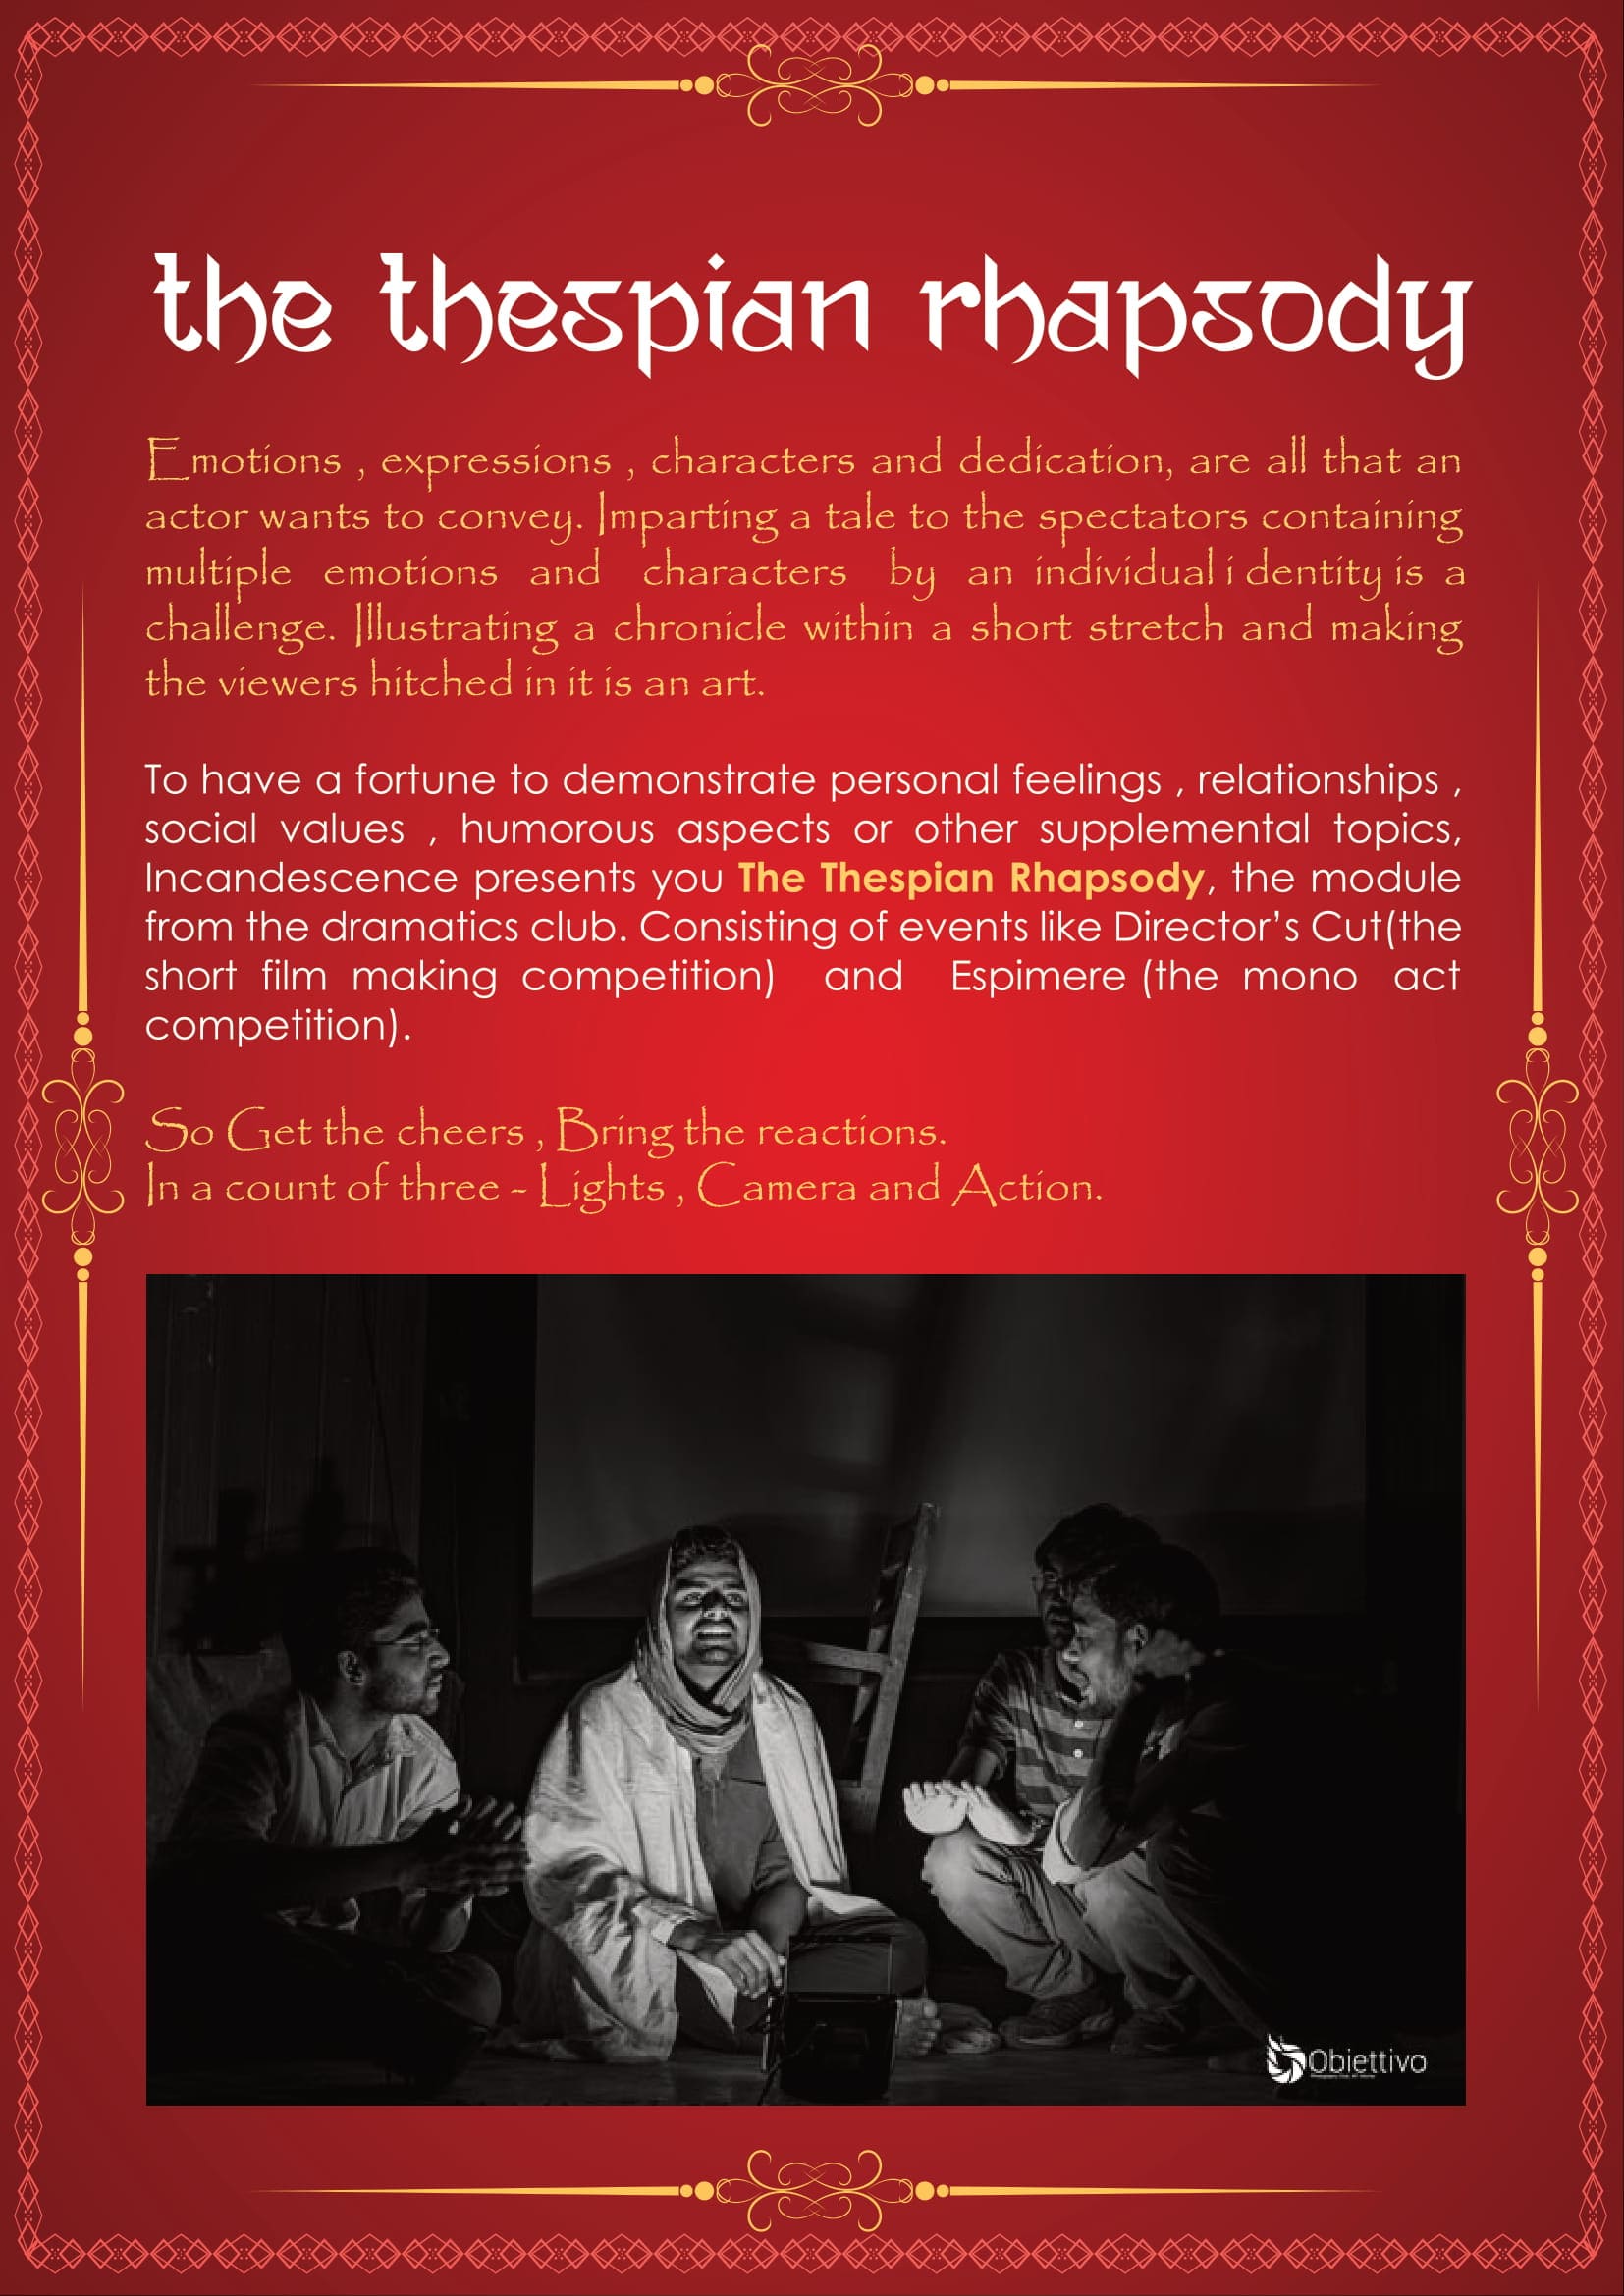 the thespian rhapsody
Emotions , expressions , characters and dedication, are all that an
actor wants to convey. Imparting a tale to the spectators containing
multiple emotions and characters by an individual i dentity is a
challenge. Illustrating a chronicle within a short stretch and making
the viewers hitched in it is an art.
To have a fortune to demonstrate personal feelings , relationships ,
social values , humorous aspects or other supplemental topics,
Incandescence presents you The Thespian Rhapsody, the module
from the dramatics club. Consisting of events like Director’s Cut(the
short film making competition) and Espimere (the mono act
competition).
So Get the cheers , Bring the reactions.
In a count of three - Lights , Camera and Action.
Obiettivo